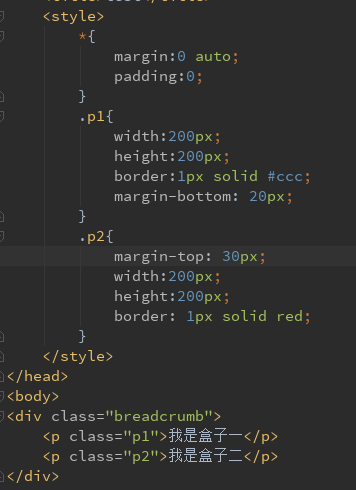 <style>
*{
margin:0 auto;
padding:0;
}
.p1{
width:200px;
height:200px;
border:1px solid #ccc;
margin-bottom: 20px;
}
.p2{
margin-top: 30px;
width:200px;
height:200px;
border: 1px solid red;
}
</style>
</head>
<body>
<div class="breadcrumb">
<p class="p1">我是盒子一</p>
<p class="p2">我是盒子二</p>
</div>